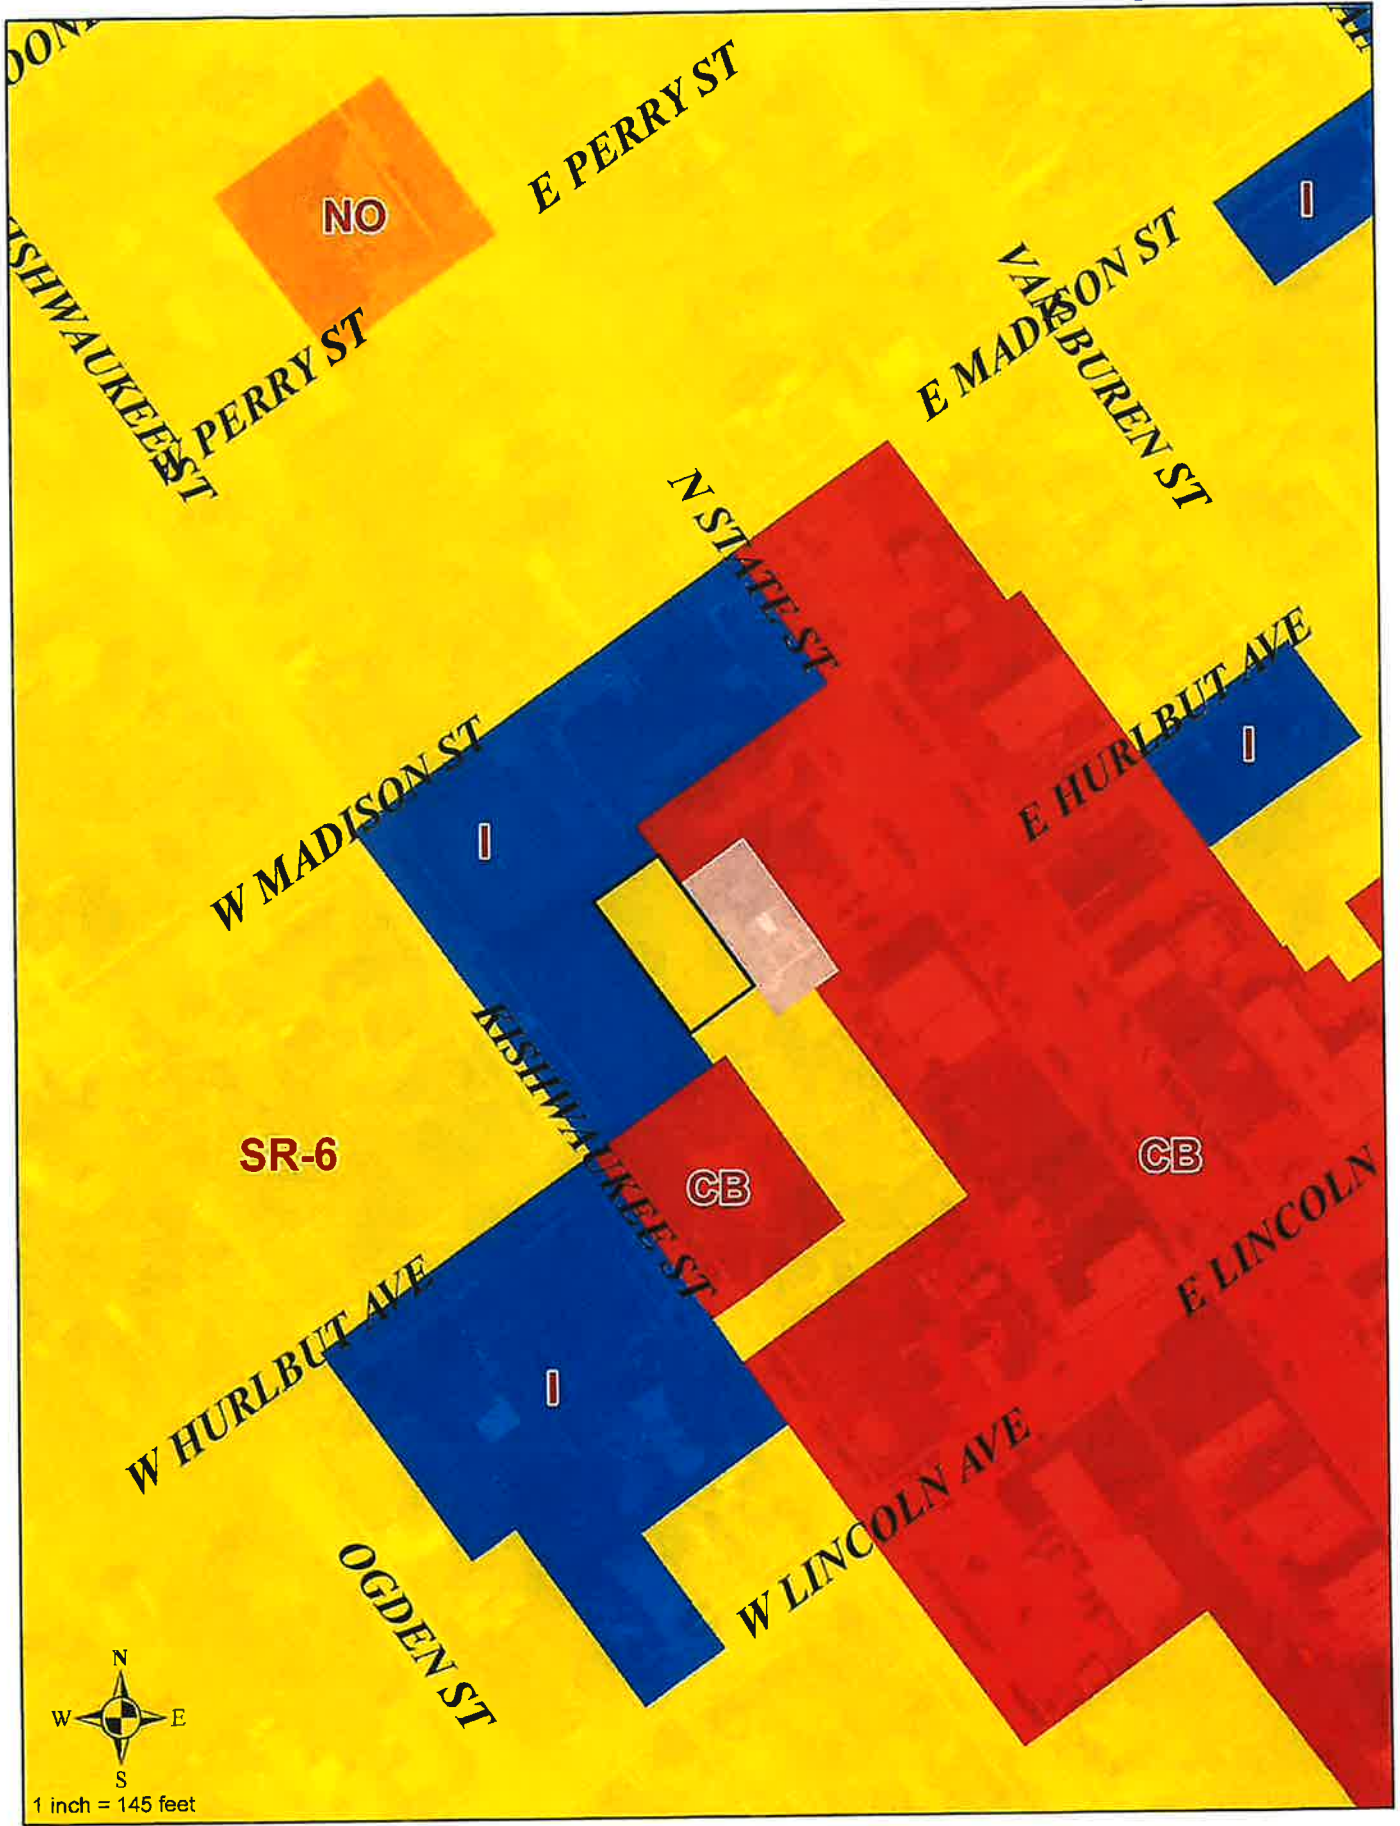 E PERRY ST
NO
I
E MADISON ST
VAN BUREN ST
KISHWAUKEE ST
W PERRY ST
N STATE ST
E HURLBUT AVE
I
W MADISON ST
I
KISHWAUKEE ST
SR-6
CB
CB
E LINCOLN
W HURLBUT AVE
I
W LINCOLN AVE
OGDEN ST
N
W E
S
1 inch = 145 feet